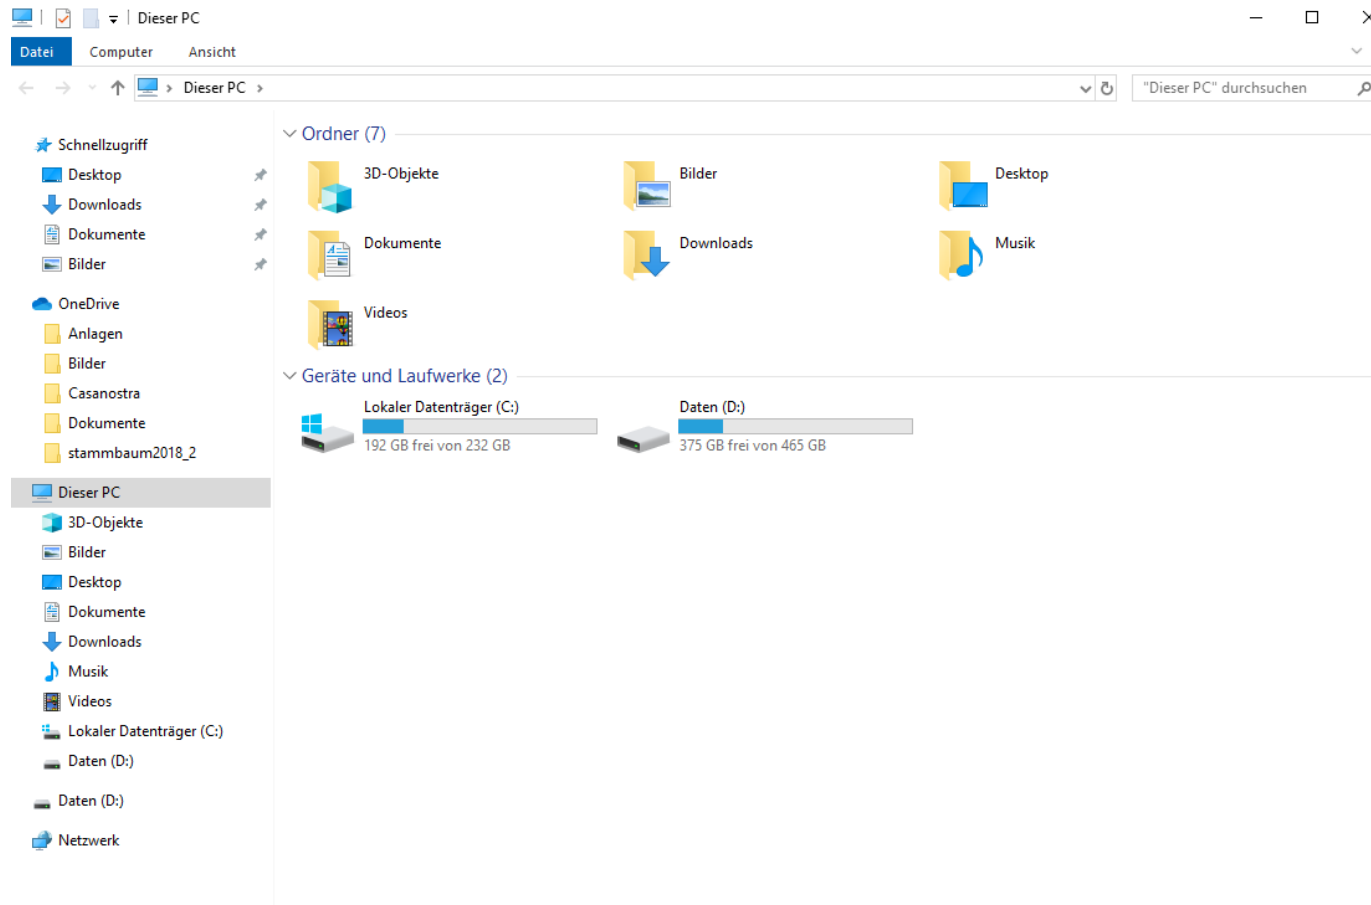 Dieser PC
Datei Computer Ansicht
Dieser PC "Dieser PC" durchsuchen
Schnellzugriff
Desktop
Downloads
Dokumente
Bilder
OneDrive
Anlagen
Bilder
Casanostra
Dokumente
stammbaum2018_2
Dieser PC
3D-Objekte
Bilder
Desktop
Dokumente
Downloads
Musik
Videos
Lokaler Datenträger (C:)
Daten (D:)
Daten (D:)
Netzwerk
Ordner (7)
3D-Objekte
Bilder
Desktop
Dokumente
Downloads
Musik
Videos
Geräte und Laufwerke (2)
Lokaler Datenträger (C:)
192 GB frei von 232 GB
Daten (D:)
375 GB frei von 465 GB